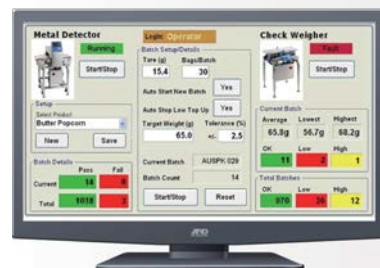 Metal Detector
Running
Start/Stop
Setup
Select Product
Butter Popcorn
New Save
Batch Details
Pass Fail
Current 14 0
Total 1018 3
Login: Operator
Batch Setup/Details
Tare (g) Bags/Batch
15.4 30
Auto Start New Batch Yes
Auto Stop Low Top Up Yes
Target Weight (g) Tolerance (%)
65.0 +/- 2.5
Current Batch AUSPK 029
Batch Count 14
Start/Stop Reset
Check Weigher
Fault
Start/Stop
Current Batch
Average Lowest Highest
65.8g 56.7g 68.2g
OK Low High
11 2 1
Total Batches
OK Low High
970 36 12
AND